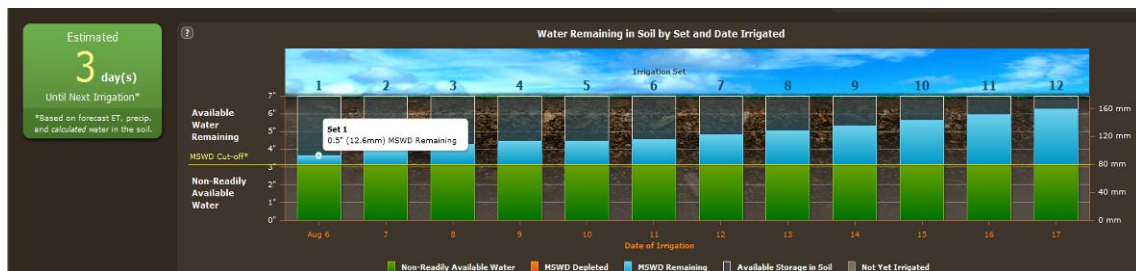 Estimated
3 day(s)
Until Next Irrigation*
*Based on forecast ET, precip.
and calculated water in the soil.
?
Water Remaining in Soil by Set and Date Irrigated
Irrigation Set
1 2 3 4 5 6 7 8 9 10 11 12
Available
Water
Remaining
MSWD Cut-off*
Non-Readily
Available
Water
7"
6"
5"
4"
3"
2"
1"
0"
Set 1
0.5" (12.6mm) MSWD Remaining
160 mm
120 mm
80 mm
40 mm
0 mm
Aug 6 7 8 9 10 11 12 13 14 15 16 17
Date of Irrigation
Non-Readily Available Water MSWD Depleted MSWD Remaining Available Storage in Soil Not Yet Irrigated